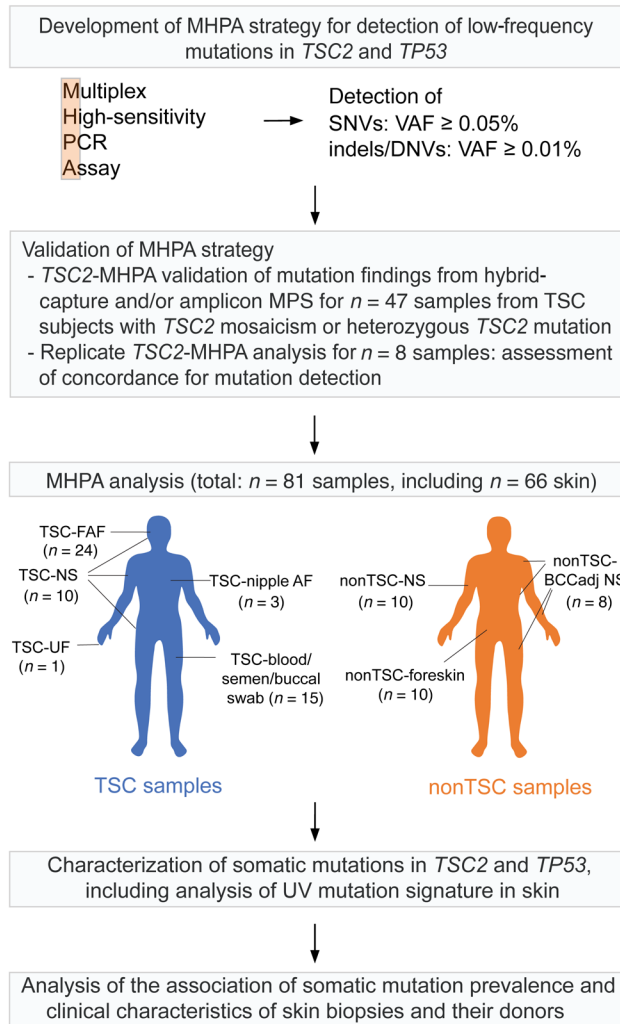 Development of MHPA strategy for detection of low-frequency
mutations in TSC2 and TP53
Multiplex
High-sensitivity
PCR
Assay
Detection of
SNVs: VAF ≥ 0.05%
indels/DNVs: VAF ≥ 0.01%
Validation of MHPA strategy
- TSC2-MHPA validation of mutation findings from hybrid-
capture and/or amplicon MPS for n = 47 samples from TSC
subjects with TSC2 mosaicism or heterozygous TSC2 mutation
- Replicate TSC2-MHPA analysis for n = 8 samples: assessment
of concordance for mutation detection
MHPA analysis (total: n = 81 samples, including n = 66 skin)
TSC-FAF
(n = 24)
TSC-NS
(n = 10)
TSC-UF
(n = 1)
TSC-nipple AF
(n = 3)
TSC-blood/
semen/buccal
swab (n = 15)
TSC samples
nonTSC-NS
(n = 10)
nonTSC-foreskin
(n = 10)
nonTSC-
BCCadj NS
(n = 8)
nonTSC samples
Characterization of somatic mutations in TSC2 and TP53,
including analysis of UV mutation signature in skin
Analysis of the association of somatic mutation prevalence and
clinical characteristics of skin biopsies and their donors